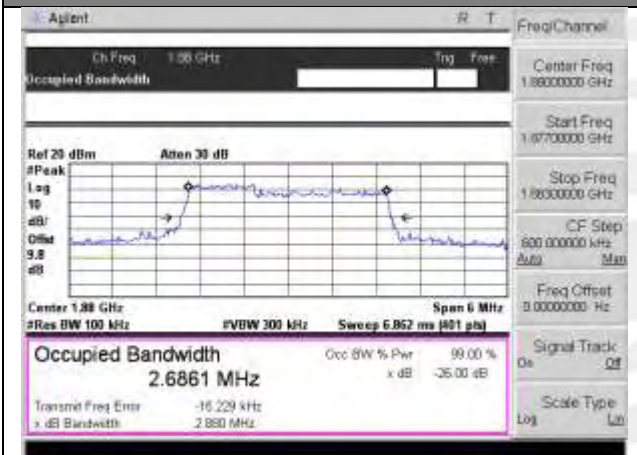 Agilent R T
Ch Freq 1.88 GHz Trig Free
Occupied Bandwidth
Ref 20 dBm Atten 30 dB
#Peak
Log
10
dB/
Offst
9.8
dB
Center 1.88 GHz Span 6 MHz
#Res BW 100 kHz #VBW 300 kHz Sweep 6.862 ms (401 pts)
Occupied Bandwidth
2.6861 MHz
Occ BW % Pwr 99.00 %
x dB -26.00 dB
Transmit Freq Error -16.229 kHz
x dB Bandwidth 2.880 MHz
Freq/Channel
Center Freq
1.88000000 GHz
Start Freq
1.87700000 GHz
Stop Freq
1.88300000 GHz
CF Step
600.000000 kHz
Auto Man
Freq Offset
0.00000000 Hz
Signal Track
On Off
Scale Type
Log Lin